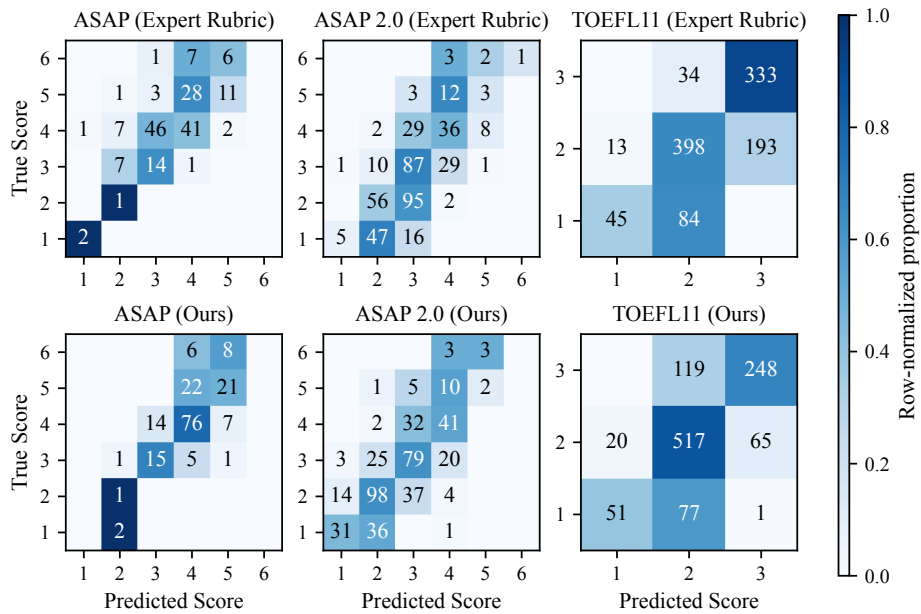 ASAP (Expert Rubric) ASAP 2.0 (Expert Rubric) TOEFL11 (Expert Rubric)
True Score
6 1 7 6
5 1 3 28 11
4 1 7 46 41 2
3 7 14 1
2 1
1 2
1 2 3 4 5 6
3 2 1
3 12 3
2 29 36 8
1 10 87 29 1
56 95 2
5 47 16
1 2 3 4 5 6
3 34 333
2 13 398 193
1 45 84
1 2 3
ASAP (Ours) ASAP 2.0 (Ours) TOEFL11 (Ours)
True Score
6 6 8
5 22 21
4 14 76 7
3 1 15 5 1
2 1
1 2
1 2 3 4 5 6
Predicted Score
6 3 3
5 1 5 10 2
4 2 32 41
3 3 25 79 20
2 14 98 37 4
1 31 36 1
1 2 3 4 5 6
Predicted Score
3 119 248
2 20 517 65
1 51 77 1
1 2 3
Predicted Score
1.0
0.8
0.6
0.4
0.2
0.0
Row-normalized proportion